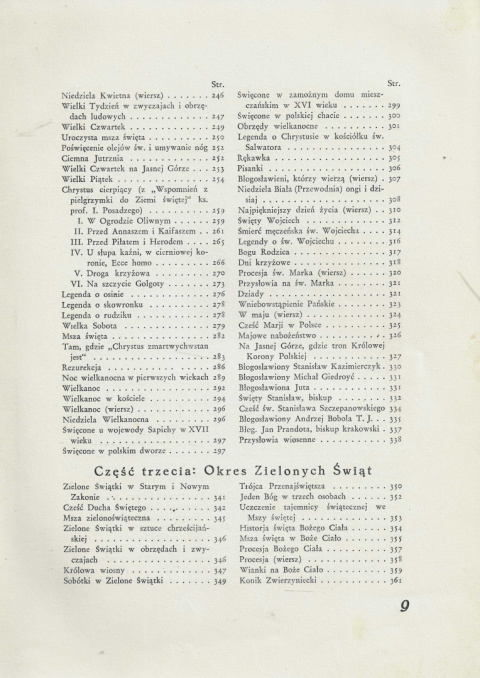 Str.
Niedziela Kwietna (wiersz) . . . . . . . 246
Wielki Tydzień w zwyczajach i obrzę-
dach ludowych . . . . . . . . . 247
Wielki Czwartek . . . . . . . . . . 249
Uroczysta msza święta . . . . . . . . 250
Poświęcenie olejów św. i umywanie nóg 252
Ciemna Jutrznia . . . . . . . . . . 252
Wielki Czwartek na Jasnej Górze . . . 253
Wielki Piątek . . . . . . . . . . . 254
Chrystus cierpiący (z „Wspomnień z
pielgrzymki do Ziemi świętej" ks.
prof. I. Posadzego) . . . . . . . 259
I. W Ogrodzie Oliwnym . . . . . . 259
II. Przed Annaszem i Kaifaszem . . 261
III. Przed Piłatem i Herodem . . . . 265
IV. U słupa kaźni, w cierniowej ko-
ronie, Ecce homo . . . . . . . 266
V. Droga krzyżowa . . . . . . . . 270
VI. Na szczycie Golgoty . . . . . . 273
Legenda o osinie . . . . . . . . . . 276
Legenda o skowronku . . . . . . . . 278
Legenda o rudziku . . . . . . . . . 278
Wielka Sobota . . . . . . . . . . . 279
Msza święta . . . . . . . . . . . . 282
Tam, gdzie „Chrystus zmartwychwstan
jest" . . . . . . . . . . . . . 283
Rezurekcja . . . . . . . . . . . . 286
Noc wielkanocna w pierwszych wiekach 289
Wielkanoc . . . . . . . . . . . . . 292
Wielkanoc w kościele . . . . . . . . 294
Wielkanoc (wiersz) . . . . . . . . . 296
Niedziela Wielkanocna . . . . . . . 296
Święcone u wojewody Sapiehy w XVII
wieku . . . . . . . . . . . . . 297
Święcone w polskim dworze . . . . . 297
Str.
Święcone w zamożnym domu miesz-
czańskim w XVI wieku . . . . . . 299
Święcone w polskiej chacie . . . . . 300
Obrzędy wielkanocne . . . . . . . . 301
Legenda o Chrystusie w kościółku św.
Salwatora . . . . . . . . . . . 304
Rękawka . . . . . . . . . . . . . 305
Pisanki . . . . . . . . . . . . . . 306
Błogosławieni, którzy wierzą (wiersz) . 307
Niedziela Biała (Przewodnia) ongi i dzi-
siaj . . . . . . . . . . . . . . 308
Najpiękniejszy dzień życia (wiersz) . . 310
Święty Wojciech . . . . . . . . . . 312
Śmierć męczeńska św. Wojciecha . . . 314
Legendy o św. Wojciechu . . . . . . 316
Bogu Rodzica . . . . . . . . . . . 317
Dni krzyżowe . . . . . . . . . . . 318
Procesja św. Marka (wiersz) . . . . . 320
Przysłowia na św. Marka . . . . . . 321
Dziady . . . . . . . . . . . . . . 321
Wniebowstąpienie Pańskie . . . . . . 323
W maju (wiersz) . . . . . . . . . . 324
Cześć Marji w Polsce . . . . . . . . 325
Majowe nabożeństwo . . . . . . . . 326
Na Jasnej Górze, gdzie tron Królowej
Korony Polskiej . . . . . . . . . 327
Błogosławiony Stanisław Kazimierczyk . 330
Błogosławiony Michał Giedroyć . . . . 331
Błogosławiona Juta . . . . . . . . . 331
Święty Stanisław, biskup . . . . . . 332
Cześć św. Stanisława Szczepanowskiego 334
Błogosławiony Andrzej Bobola T. J. . . 335
Błog. Jan Prandota, biskup krakowski . 337
Przysłowia wiosenne . . . . . . . . 338
Część trzecia: Okres Zielonych Świąt
Zielone Świątki w Starym i Nowym
Zakonie . . . . . . . . . . . . 341
Cześć Ducha Świętego . . . . . . . . 342
Msza zielonoświąteczna . . . . . . . 345
Zielone Świątki w sztuce chrześcijań-
skiej . . . . . . . . . . . . . 346
Zielone Świątki w obrzędach i zwy-
czajach . . . . . . . . . . . . 346
Królowa wiosny . . . . . . . . . . 347
Sobótki w Zielone Świątki . . . . . . 349
Trójca Przenajświętsza . . . . . . . 350
Jeden Bóg w trzech osobach . . . . . 352
Uczczenie tajemnicy świątecznej we
Mszy świętej . . . . . . . . . . 353
Historja święta Bożego Ciała . . . . . 354
Msza święta w Boże Ciało . . . . . . 355
Procesja Bożego Ciała . . . . . . . . 357
Procesja (wiersz) . . . . . . . . . . 358
Wianki na Boże Ciało . . . . . . . . 359
Konik Zwierzyniecki . . . . . . . . 361
9